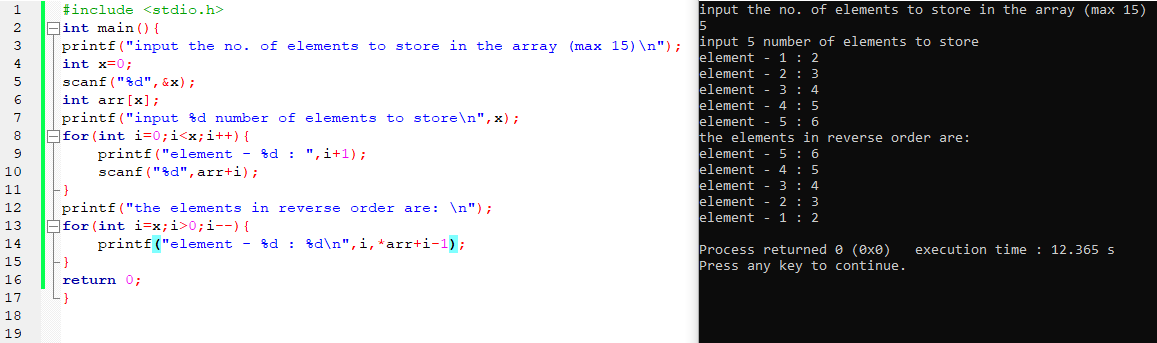 1 #include <stdio.h>
2 int main(){
3 printf("input the no. of elements to store in the array (max 15)\n");
4 int x=0;
5 scanf("%d",&x);
6 int arr[x];
7 printf("input %d number of elements to store\n",x);
8 for(int i=0;i<x;i++){
9     printf("element - %d : ",i+1);
10     scanf("%d",arr+i);
11 }
12 printf("the elements in reverse order are: \n");
13 for(int i=x;i>0;i--){
14     printf("element - %d : %d\n",i,*arr+i-1);
15 }
16 return 0;
17 }
18
19
input the no. of elements to store in the array (max 15)
5
input 5 number of elements to store
element - 1 : 2
element - 2 : 3
element - 3 : 4
element - 4 : 5
element - 5 : 6
the elements in reverse order are:
element - 5 : 6
element - 4 : 5
element - 3 : 4
element - 2 : 3
element - 1 : 2
Process returned 0 (0x0)   execution time : 12.365 s
Press any key to continue.